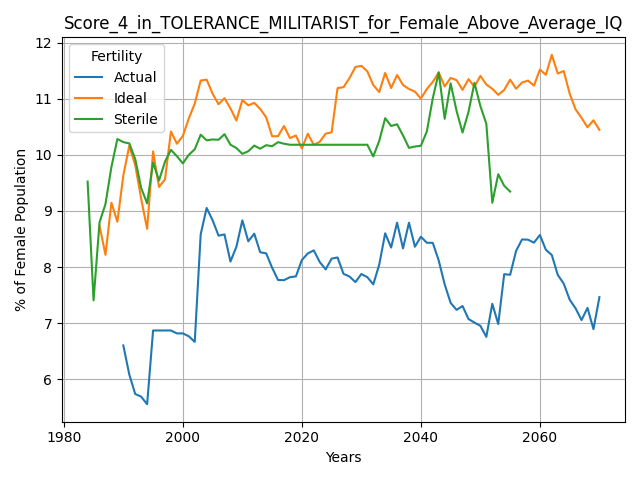 Score_4_in_TOLERANCE_MILITARIST_for_Female_Above_Average_IQ
Fertility
Actual
Ideal
Sterile
% of Female Population
12
11
10
9
8
7
6
1980
2000
2020
2040
2060
Years